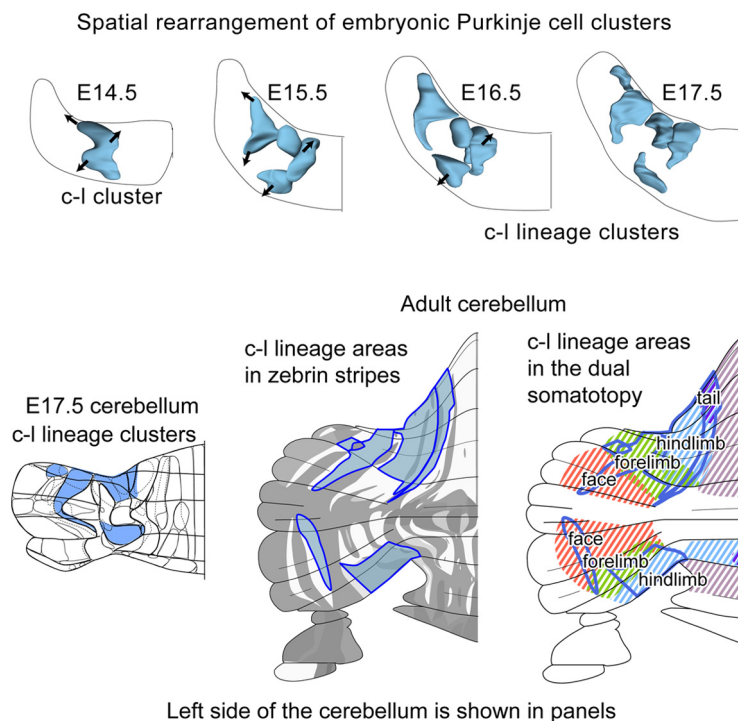 Spatial rearrangement of embryonic Purkinje cell clusters
E14.5
E15.5
E16.5
E17.5
c-l cluster
c-l lineage clusters
Adult cerebellum
E17.5 cerebellum
c-l lineage clusters
c-l lineage areas
in zebrin stripes
c-l lineage areas
in the dual
somatotopy
tail
hindlimb
forelimb
face
face
forelimb
hindlimb
Left side of the cerebellum is shown in panels